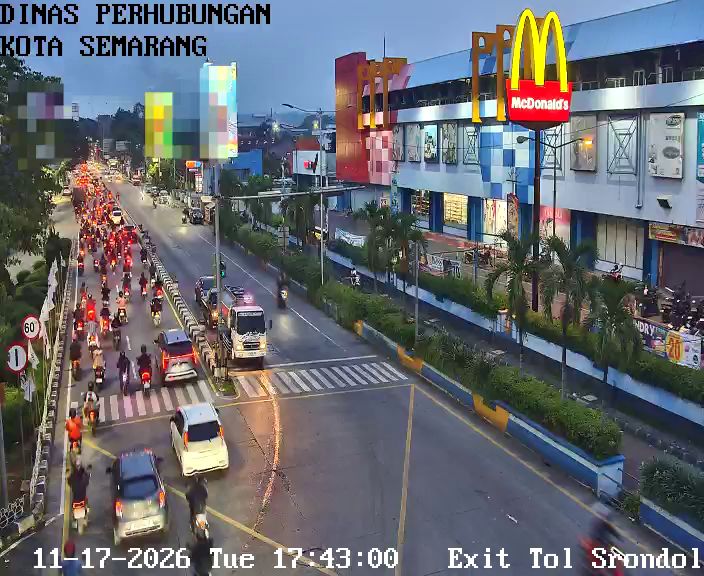 DINAS PERHUBUNGAN
KOTA SEMARANG
McDonald's
60
11-17-2026 Tue 17:43:00
Exit Tol Srondol